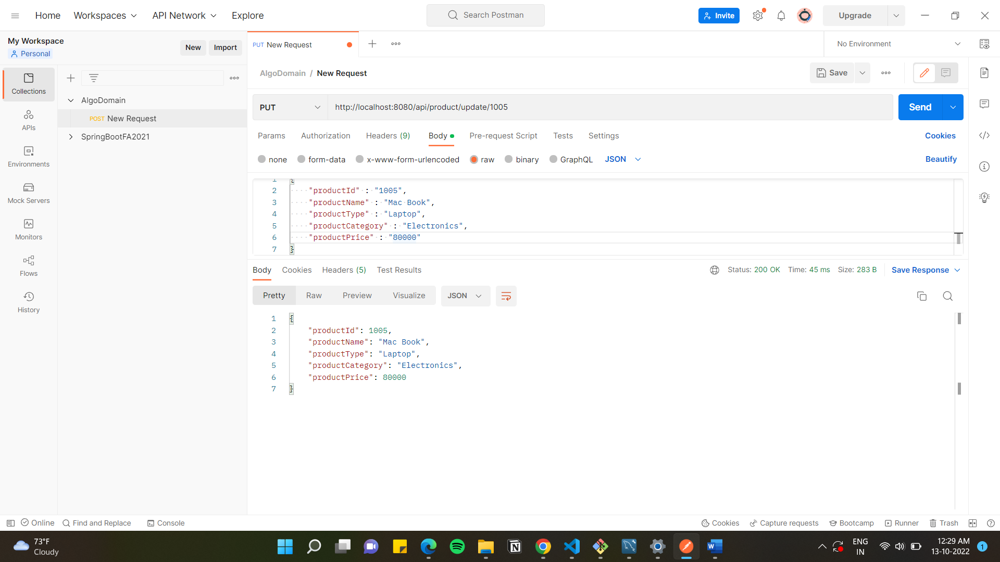 Home
Workspaces
API Network
Explore
Search Postman
Invite
Upgrade
My Workspace
Personal
New
Import
PUT New Request
No Environment
AlgoDomain / New Request
Save
Collections
APIs
Environments
Mock Servers
Monitors
Flows
History
AlgoDomain
POST New Request
SpringBootFA2021
PUT
http://localhost:8080/api/product/update/1005
Send
Params
Authorization
Headers (9)
Body
Pre-request Script
Tests
Settings
Cookies
none
form-data
x-www-form-urlencoded
raw
binary
GraphQL
JSON
Beautify
1 {
2 "productId" : "1005",
3 "productName" : "Mac Book",
4 "productType" : "Laptop",
5 "productCategory" : "Electronics",
6 "productPrice" : "80000"
7 }
Body
Cookies
Headers (5)
Test Results
Status: 200 OK
Time: 45 ms
Size: 283 B
Save Response
Pretty
Raw
Preview
Visualize
JSON
1 {
2 "productId": 1005,
3 "productName": "Mac Book",
4 "productType": "Laptop",
5 "productCategory": "Electronics",
6 "productPrice": 80000
7 }
Online
Find and Replace
Console
Cookies
Capture requests
Bootcamp
Runner
Trash
73°F
Cloudy
ENG
IN
12:29 AM
13-10-2022
1